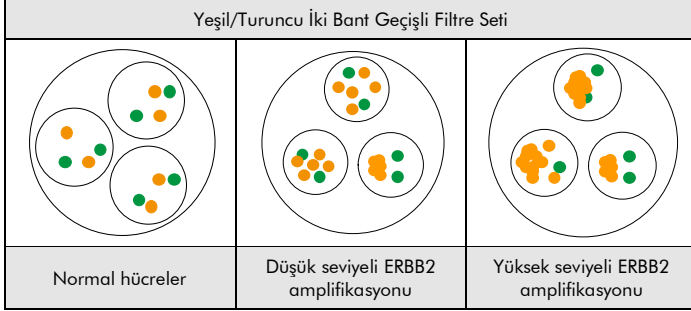 Yeşil/Turuncu İki Bant Geçişli Filtre Seti
Normal hücreler
Düşük seviyeli ERBB2
amplifikasyonu
Yüksek seviyeli ERBB2
amplifikasyonu